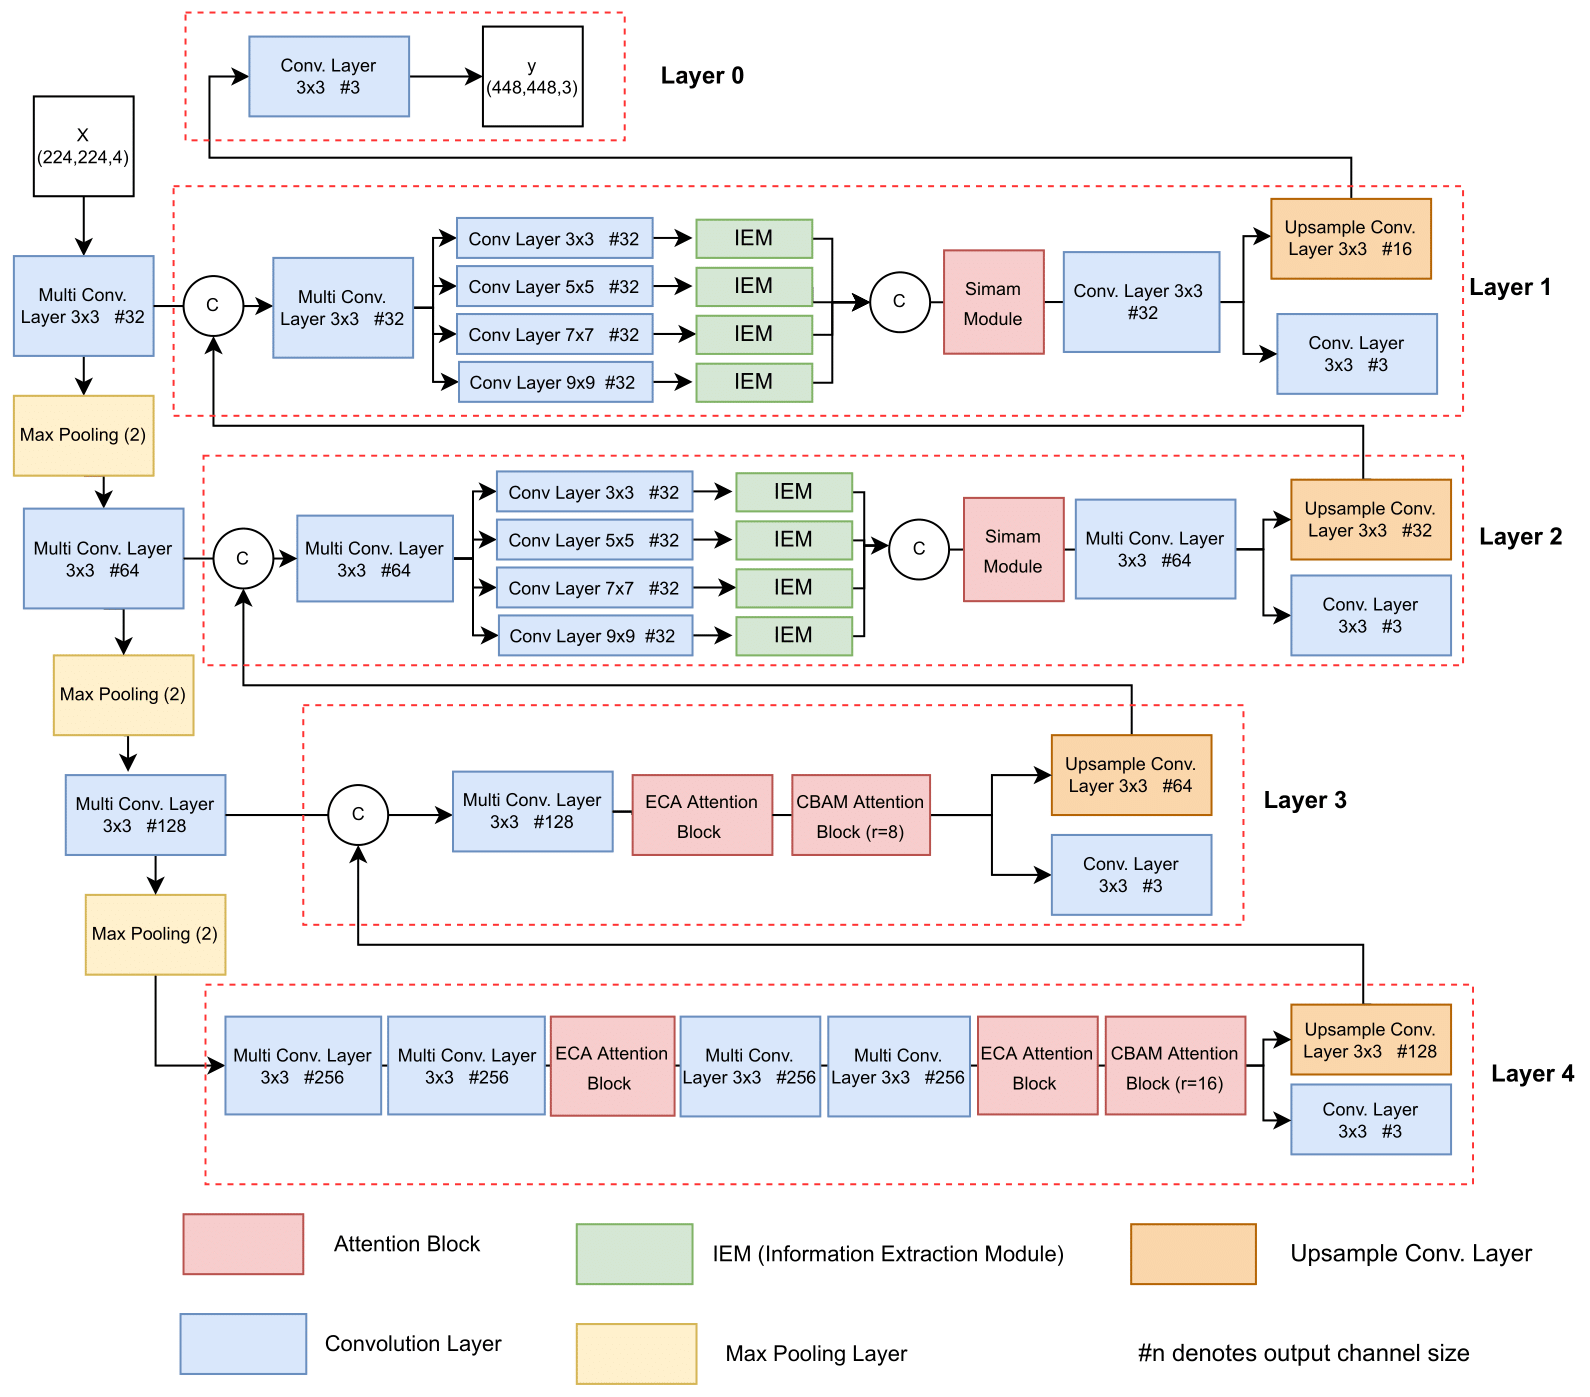 Conv. Layer
3x3 #3
y
(448,448,3)
Layer 0
X
(224,224,4)
Multi Conv.
Layer 3x3 #32
C
Multi Conv.
Layer 3x3 #32
Conv Layer 3x3 #32
IEM
Conv Layer 5x5 #32
IEM
Conv Layer 7x7 #32
IEM
Conv Layer 9x9 #32
IEM
C
Simam
Module
Conv. Layer 3x3
#32
Upsample Conv.
Layer 3x3 #16
Conv. Layer
3x3 #3
Layer 1
Max Pooling (2)
Multi Conv. Layer
3x3 #64
C
Multi Conv. Layer
3x3 #64
Conv Layer 3x3 #32
IEM
Conv Layer 5x5 #32
IEM
Conv Layer 7x7 #32
IEM
Conv Layer 9x9 #32
IEM
C
Simam
Module
Multi Conv. Layer
3x3 #64
Upsample Conv.
Layer 3x3 #32
Conv. Layer
3x3 #3
Layer 2
Max Pooling (2)
Multi Conv. Layer
3x3 #128
C
Multi Conv. Layer
3x3 #128
ECA Attention
Block
CBAM Attention
Block (r=8)
Upsample Conv.
Layer 3x3 #64
Conv. Layer
3x3 #3
Layer 3
Max Pooling (2)
Multi Conv. Layer
3x3 #256
Multi Conv. Layer
3x3 #256
ECA Attention
Block
Multi Conv.
Layer 3x3 #256
Multi Conv.
Layer 3x3 #256
ECA Attention
Block
CBAM Attention
Block (r=16)
Upsample Conv.
Layer 3x3 #128
Conv. Layer
3x3 #3
Layer 4
Attention Block
IEM (Information Extraction Module)
Upsample Conv. Layer
Convolution Layer
Max Pooling Layer
#n denotes output channel size